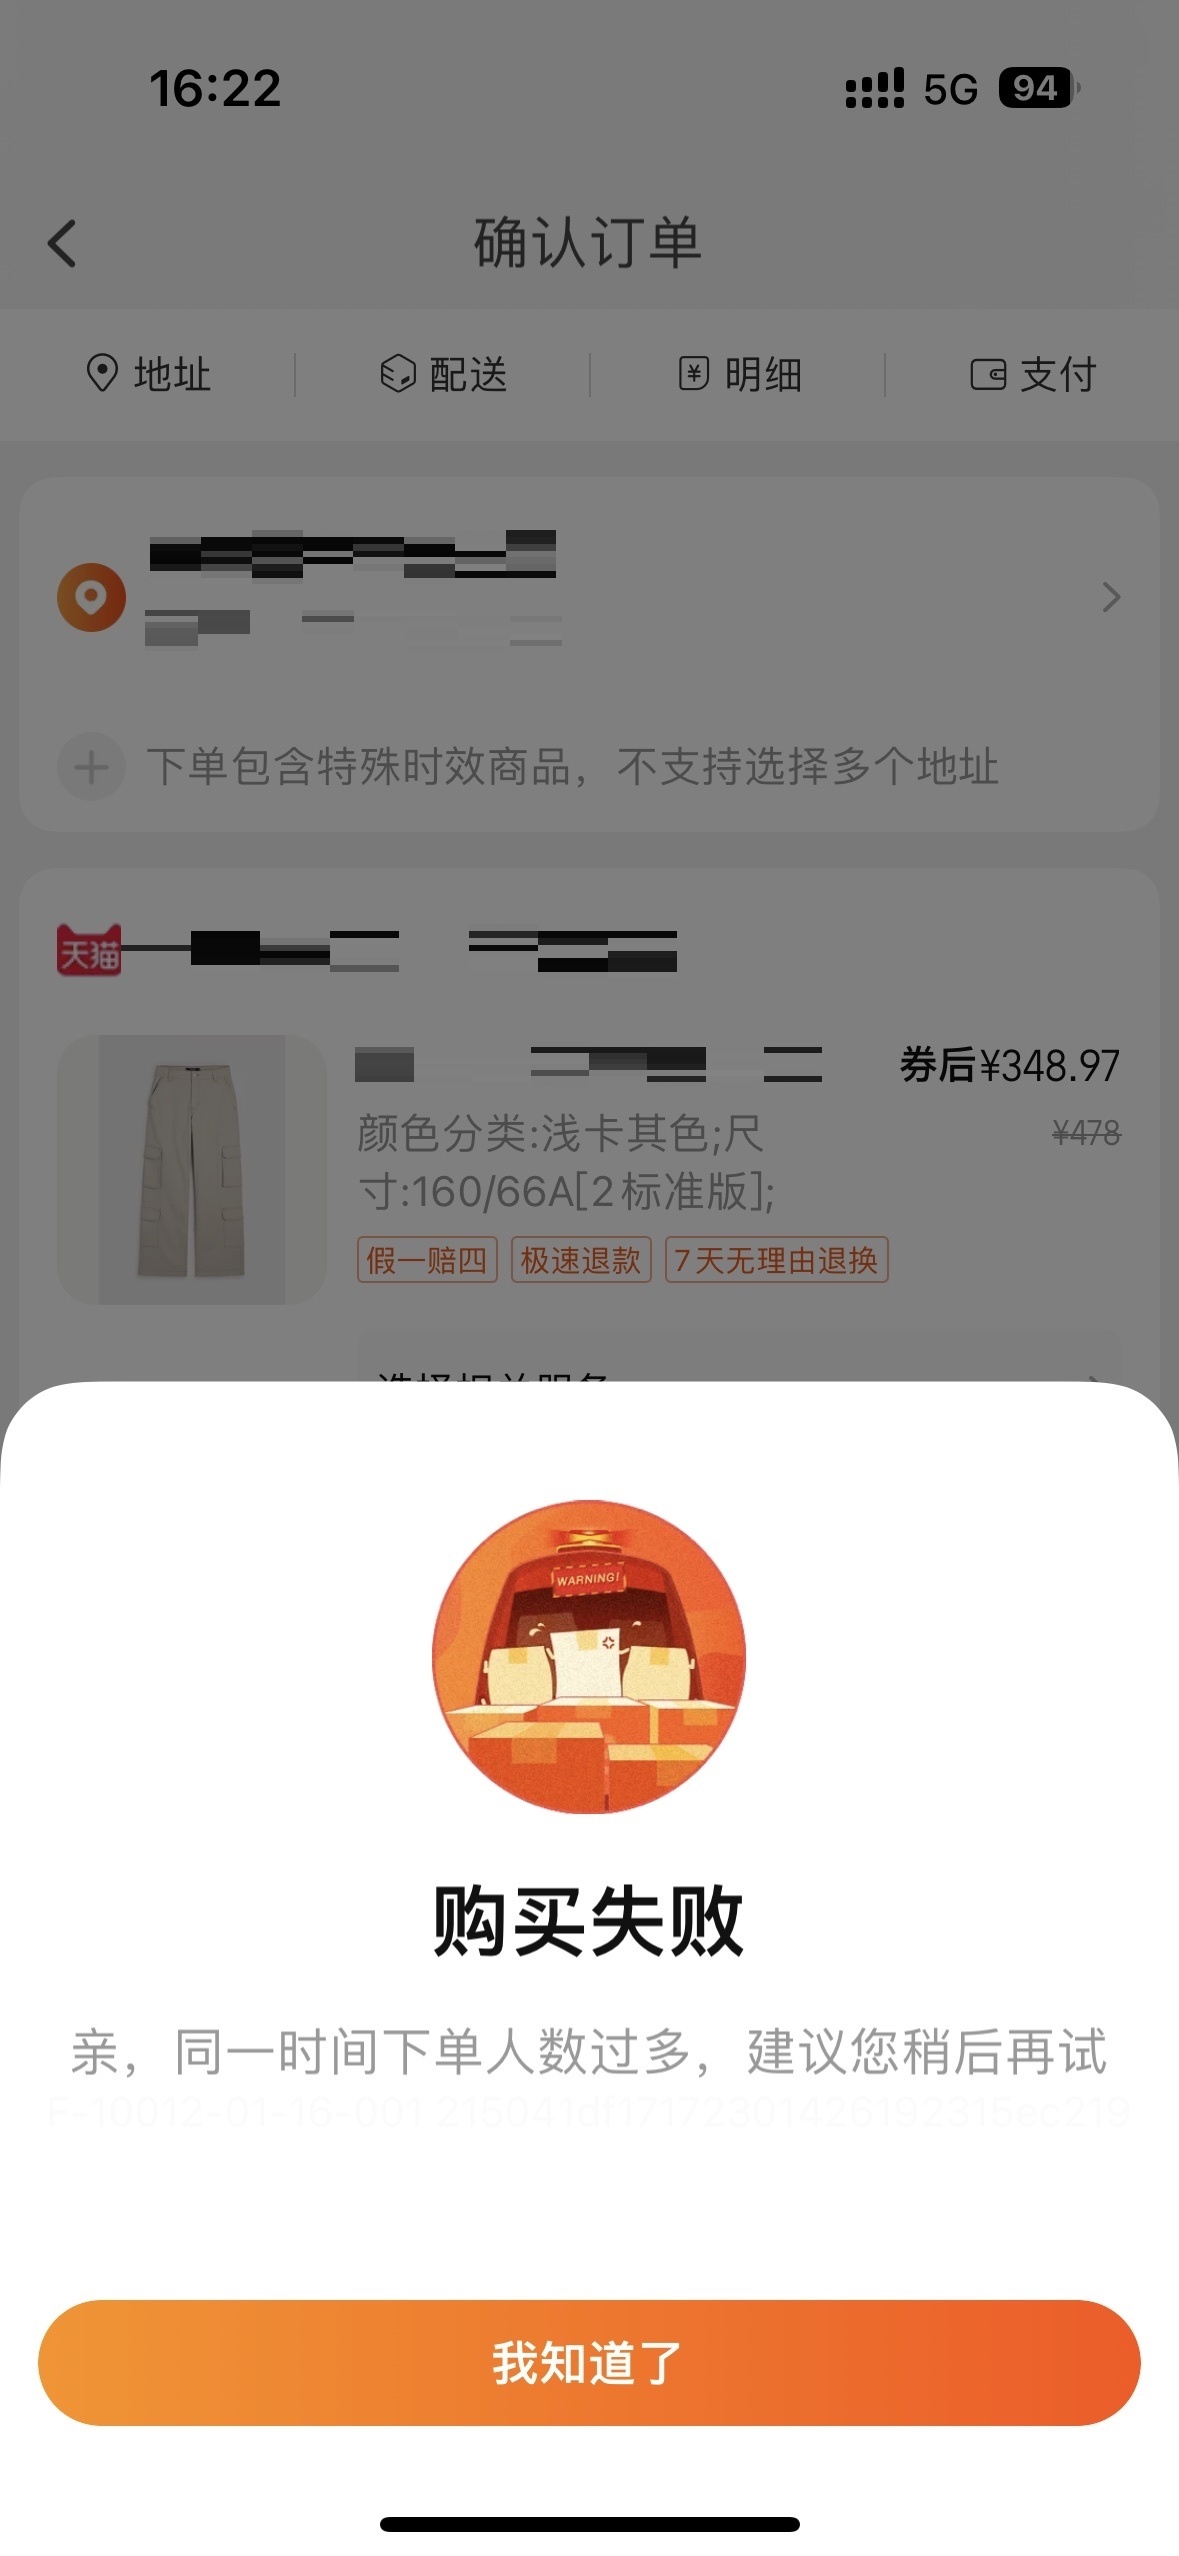 16:22
5G
94
确认订单
地址
配送
明细
支付
下单包含特殊时效商品，不支持选择多个地址
天猫
券后¥348.97
颜色分类:浅卡其色;尺
¥478
寸:160/66A[2标准版];
假一赔四
极速退款
7天无理由退换
选择相关服务
WARNING!
购买失败
亲，同一时间下单人数过多，建议您稍后再试
F-10012-01-16-001 215041df17172301426192315ec219
我知道了